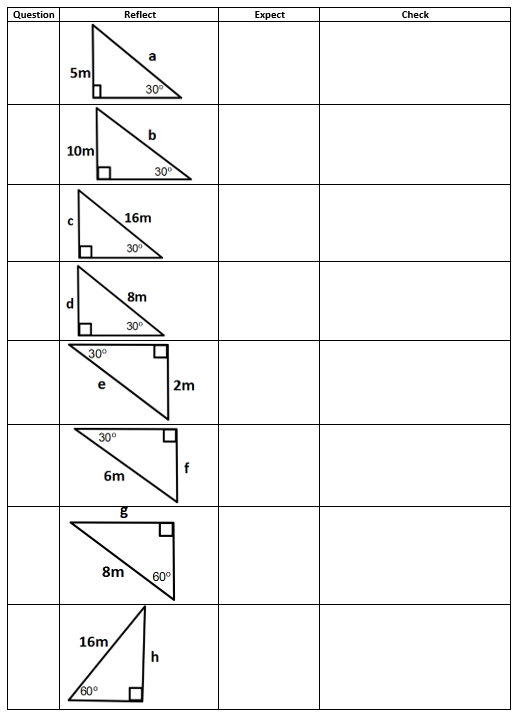 Question Reflect Expect Check
a
5m
30°
b
10m
30°
c
16m
30°
d
8m
30°
30°
e
2m
30°
6m
f
g
8m
60°
16m
h
60°